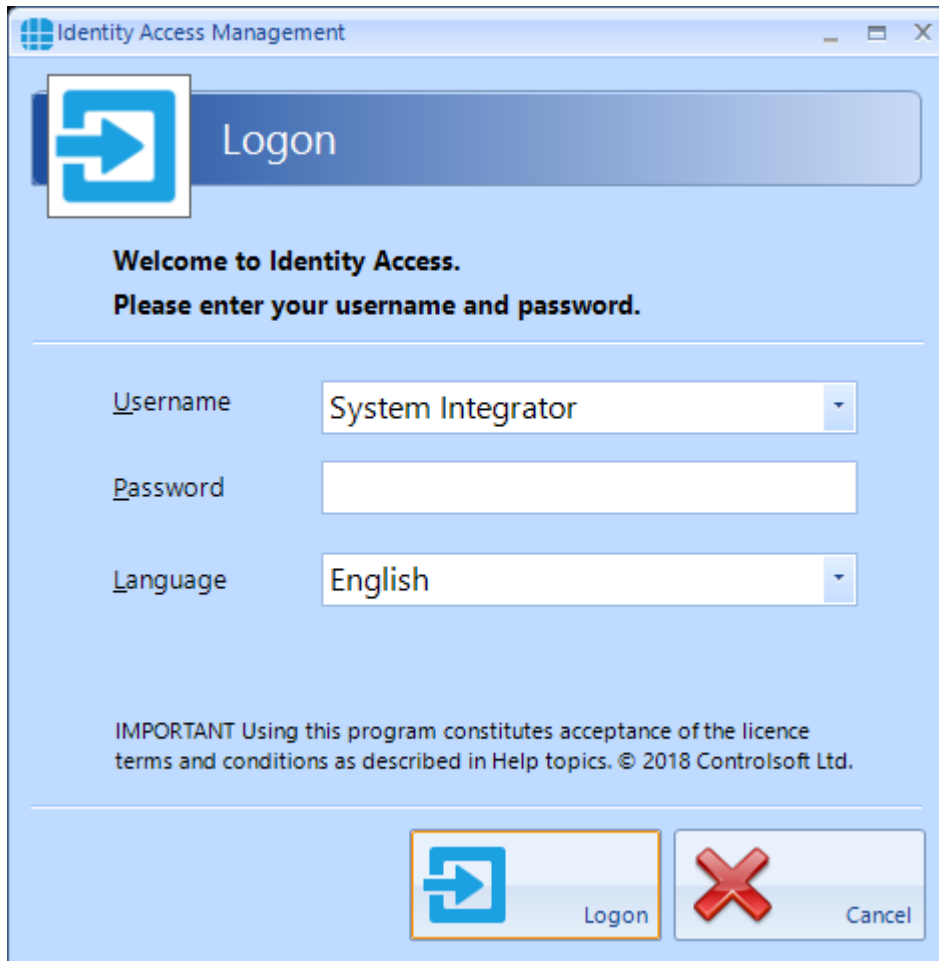 Identity Access Management
Logon
Welcome to Identity Access.
Please enter your username and password.
Username
System Integrator
Password
Language
English
IMPORTANT Using this program constitutes acceptance of the licence
terms and conditions as described in Help topics. © 2018 Controlsoft Ltd.
Logon
Cancel